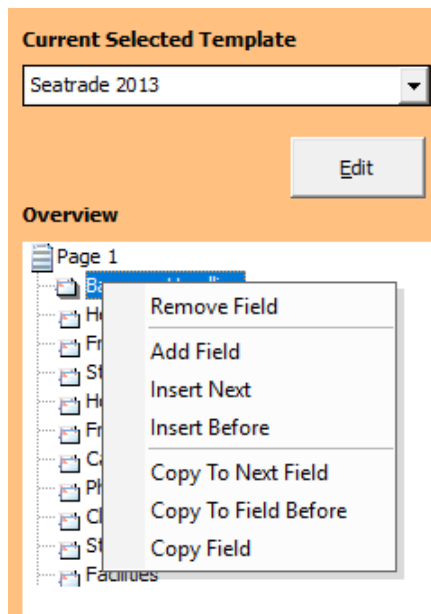 Current Selected Template
Seatrade 2013
Edit
Overview
Page 1
Remove Field
Add Field
Insert Next
Insert Before
Copy To Next Field
Copy To Field Before
Copy Field
Facilities